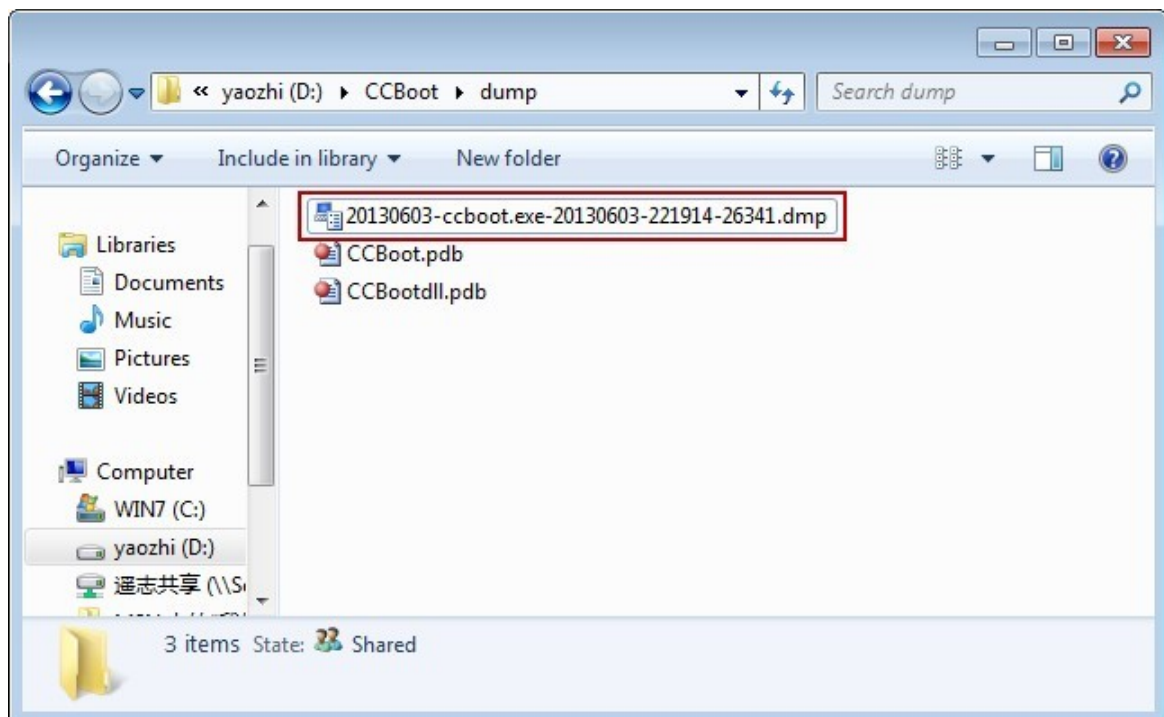 « yaozhi (D:) ▸ CCBoot ▸ dump
Search dump
Organize
Include in library
New folder
20130603-ccboot.exe-20130603-221914-26341.dmp
CCBoot.pdb
CCBootdll.pdb
Libraries
Documents
Music
Pictures
Videos
Computer
WIN7 (C:)
yaozhi (D:)
遥志共享 (\\S
3 items State: Shared